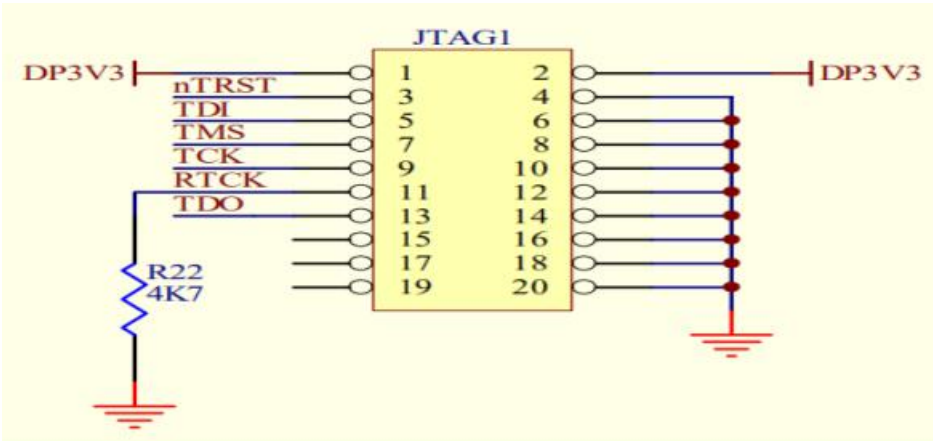 JTAG1
DP3V3 1 2 DP3V3
nTRST 3 4
TDI 5 6
TMS 7 8
TCK 9 10
RTCK 11 12
TDO 13 14
15 16
17 18
19 20
R22
4K7